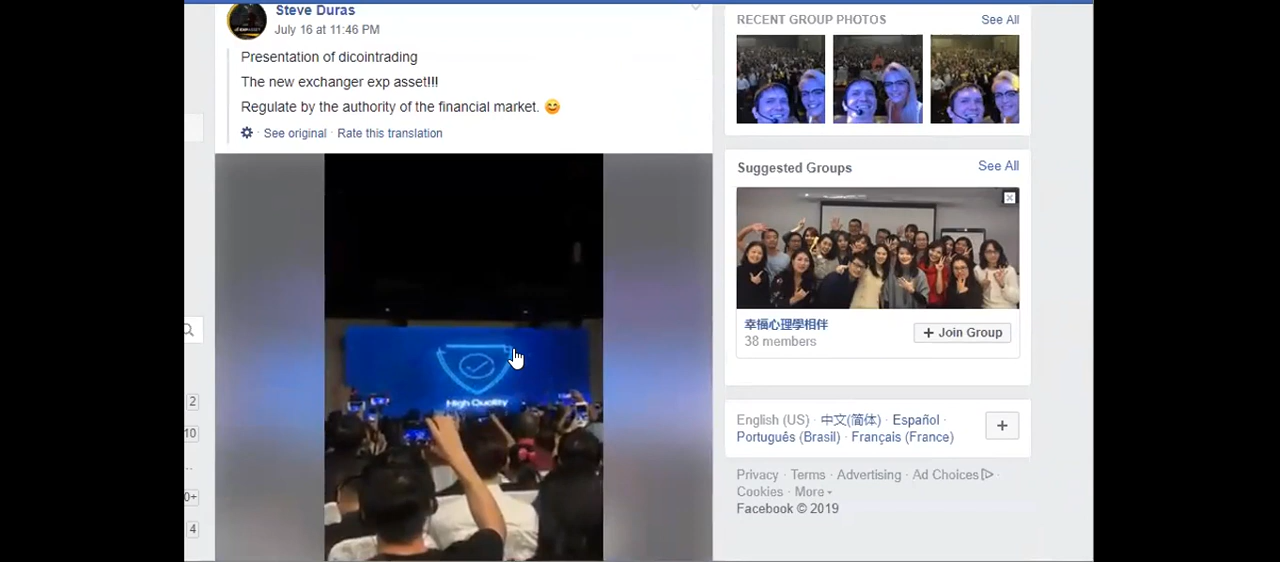 Steve Duras
July 16 at 11:46 PM
Presentation of dicointrading
The new exchanger exp asset!!!
Regulate by the authority of the financial market. 😊
· See original · Rate this translation
High Quality
2
10
0+
4
RECENT GROUP PHOTOS See All
Suggested Groups See All
幸福心理學相伴
38 members
+ Join Group
English (US) · 中文(简体) · Español ·
Português (Brasil) · Français (France)
+
Privacy · Terms · Advertising · Ad Choices ·
Cookies · More
Facebook © 2019